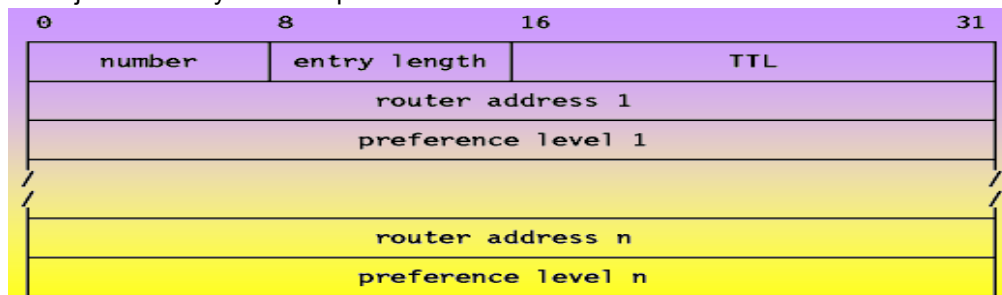 0 8 16 31
number entry length TTL
router address 1
preference level 1
/ /
/ /
router address n
preference level n